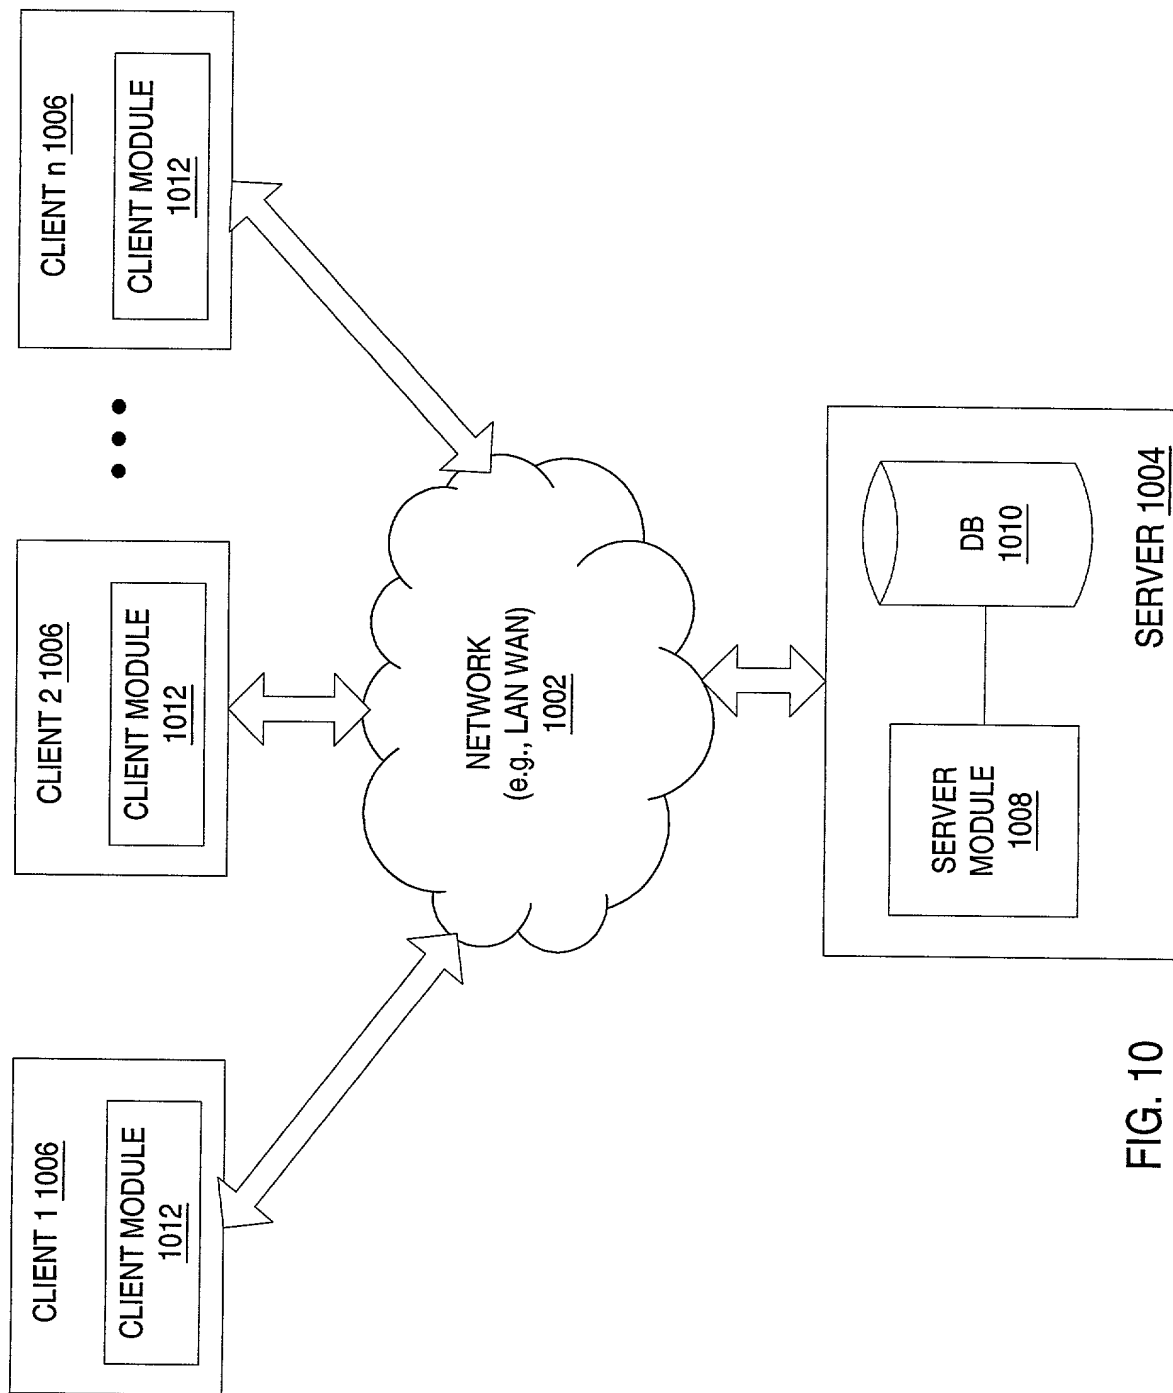 CLIENT 1 1006
CLIENT MODULE
1012
CLIENT 2 1006
CLIENT MODULE
1012
CLIENT n 1006
CLIENT MODULE
1012
NETWORK
(e.g., LAN WAN)
1002
SERVER
MODULE
1008
DB
1010
SERVER 1004
FIG. 10